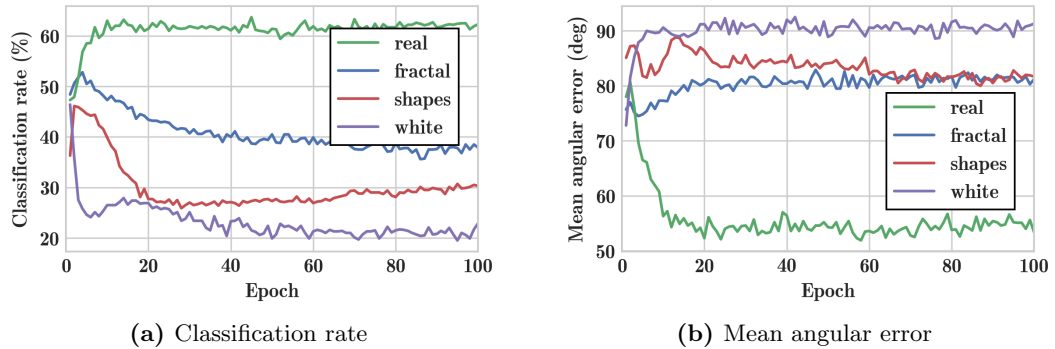 Classification rate (%)
60
50
40
30
20
0 20 40 60 80 100
Epoch
real
fractal
shapes
white
(a) Classification rate
Mean angular error (deg)
90
80
70
60
50
0 20 40 60 80 100
Epoch
real
fractal
shapes
white
(b) Mean angular error